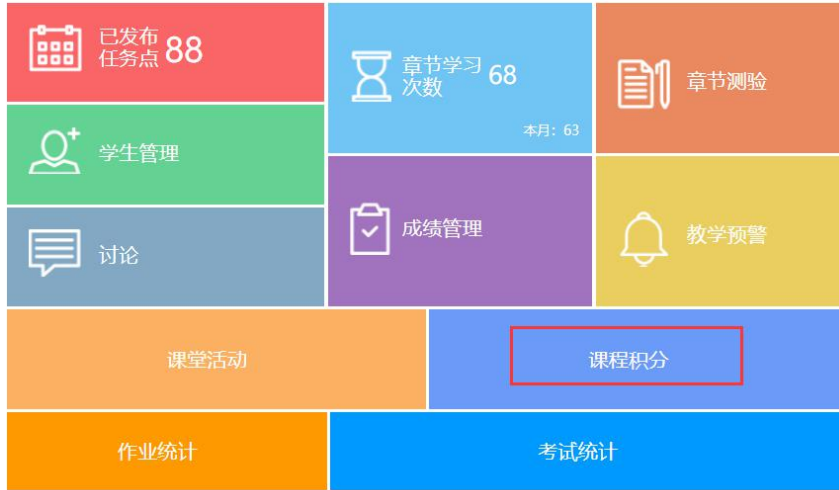 已发布
任务点 88
章节学习
次数 68
本月：63
章节测验
学生管理
成绩管理
教学预警
讨论
课堂活动
课程积分
作业统计
考试统计